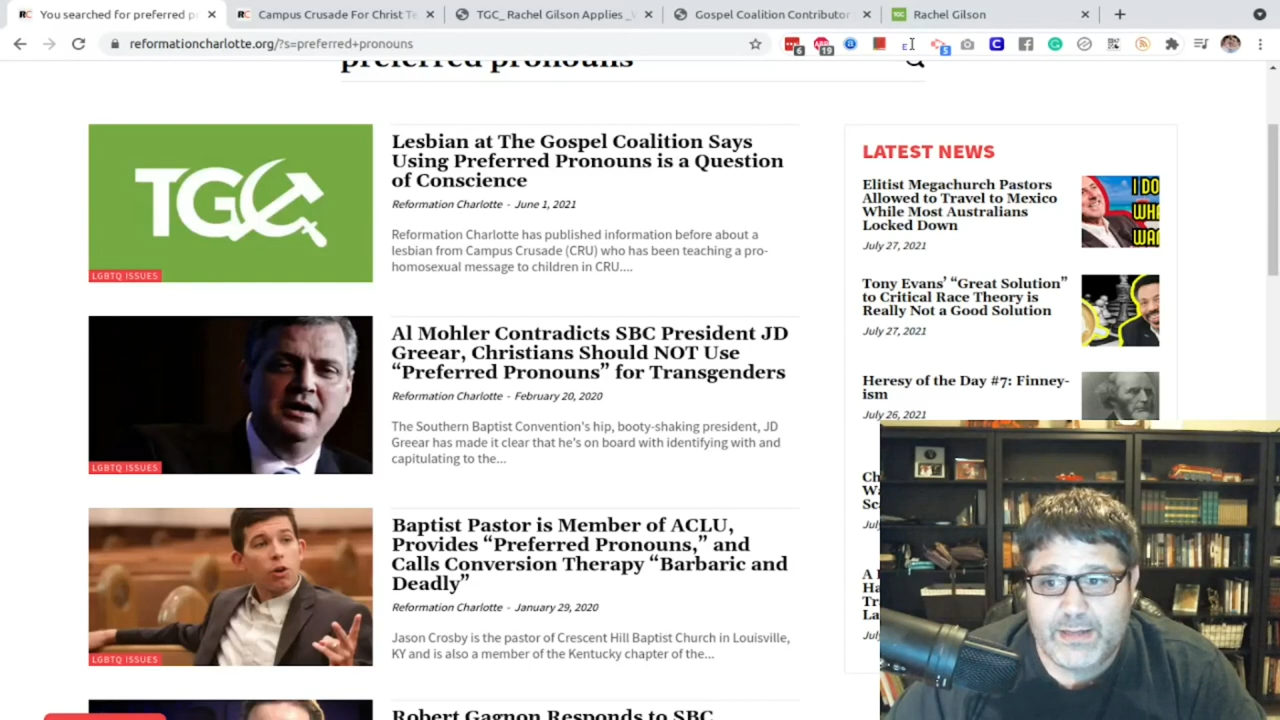 You searched for preferred p
Campus Crusade For Christ Te
TGC_ Rachel Gilson Applies _
Gospel Coalition Contributor
Rachel Gilson
reformationcharlotte.org/?s=preferred+pronouns
preferred pronouns
TGC
LGBTQ ISSUES
Lesbian at The Gospel Coalition Says
Using Preferred Pronouns is a Question
of Conscience
Reformation Charlotte - June 1, 2021
Reformation Charlotte has published information before about a
lesbian from Campus Crusade (CRU) who has been teaching a pro-
homosexual message to children in CRU....
LGBTQ ISSUES
Al Mohler Contradicts SBC President JD
Greear, Christians Should NOT Use
“Preferred Pronouns” for Transgenders
Reformation Charlotte - February 20, 2020
The Southern Baptist Convention's hip, booty-shaking president, JD
Greear has made it clear that he's on board with identifying with and
capitulating to the...
LGBTQ ISSUES
Baptist Pastor is Member of ACLU,
Provides “Preferred Pronouns,” and
Calls Conversion Therapy “Barbaric and
Deadly”
Reformation Charlotte - January 29, 2020
Jason Crosby is the pastor of Crescent Hill Baptist Church in Louisville,
KY and is also a member of the Kentucky chapter of the...
Robert Gagnon Responds to SBC
LATEST NEWS
Elitist Megachurch Pastors
Allowed to Travel to Mexico
While Most Australians
Locked Down
July 27, 2021
I DO
WHA
WAN
Tony Evans’ “Great Solution”
to Critical Race Theory is
Really Not a Good Solution
July 27, 2021
Heresy of the Day #7: Finney-
ism
July 26, 2021